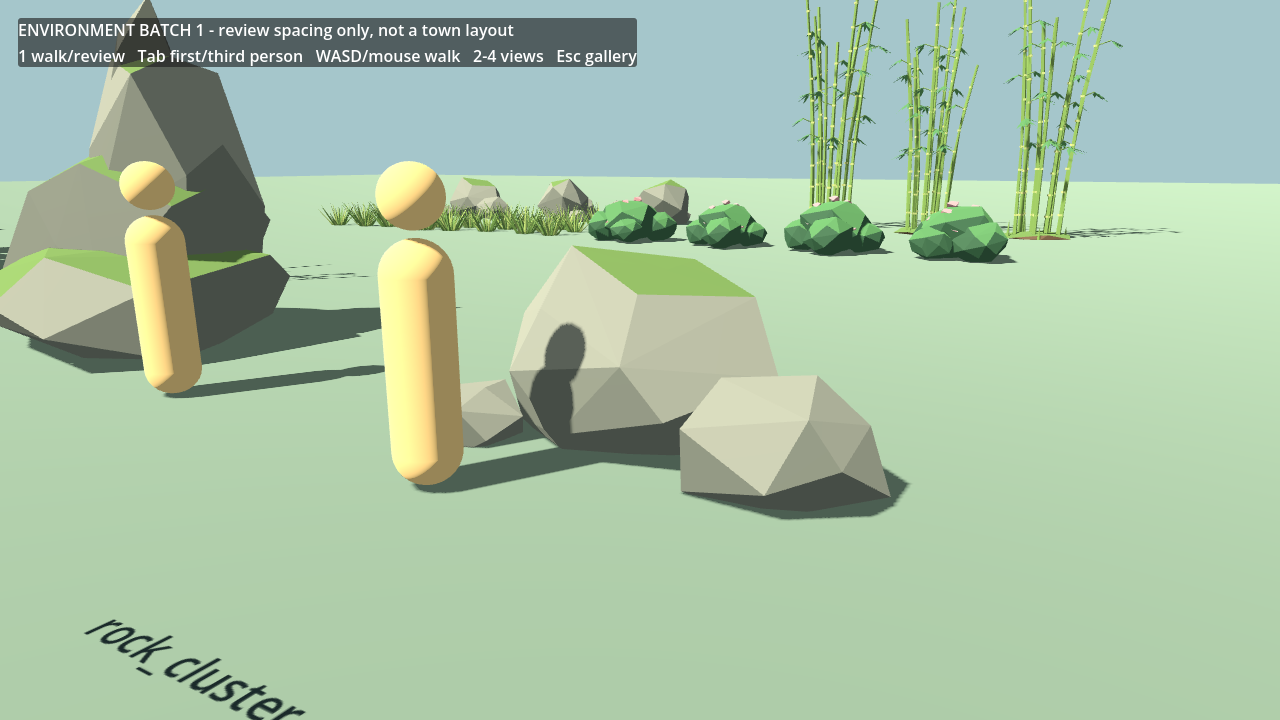 ENVIRONMENT BATCH 1 - review spacing only, not a town layout
1 walk/review   Tab first/third person   WASD/mouse walk   2-4 views   Esc gallery
rock_cluster